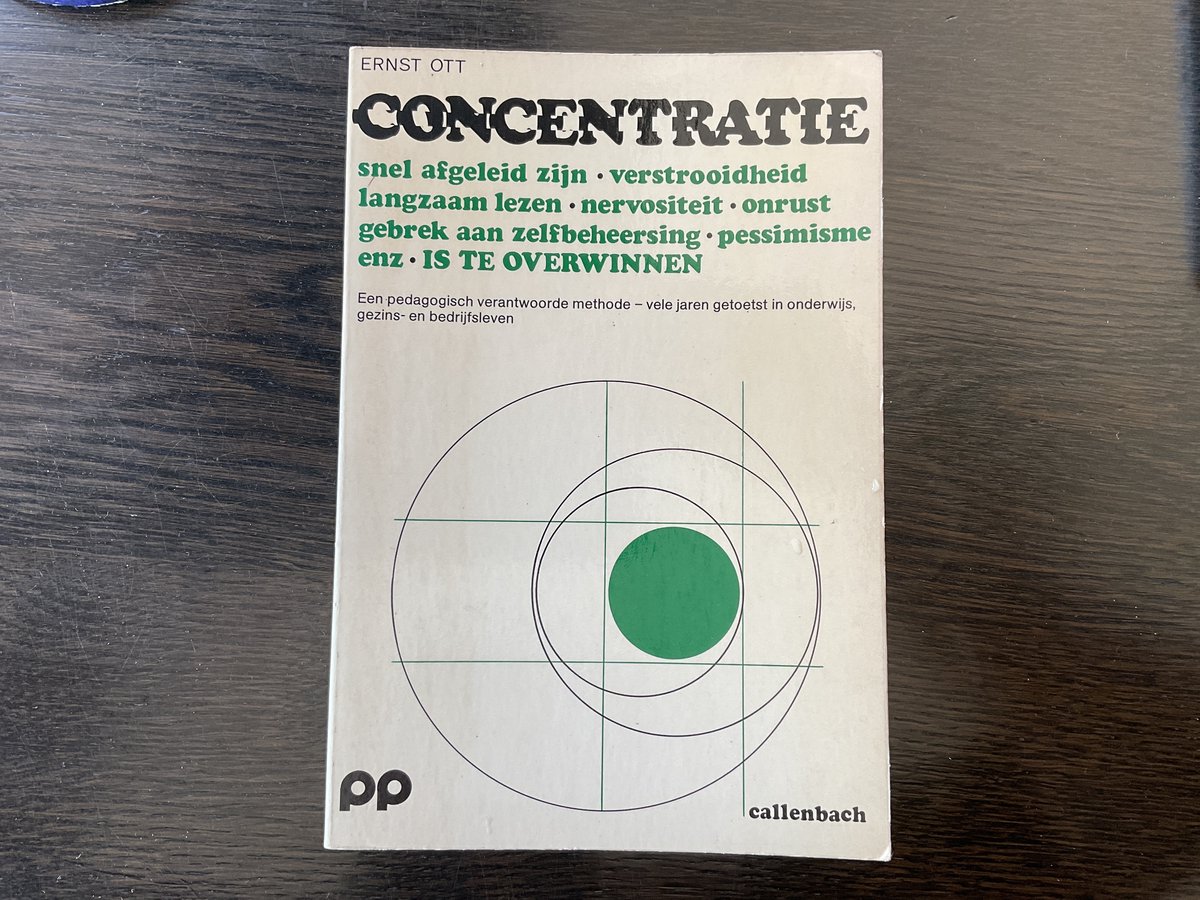 ERNST OTT
CONCENTRATIE
snel afgeleid zijn · verstrooidheid
langzaam lezen · nervositeit · onrust
gebrek aan zelfbeheersing · pessimisme
enz · IS TE OVERWINNEN
Een pedagogisch verantwoorde methode – vele jaren getoetst in onderwijs,
gezins- en bedrijfsleven
pp
callenbach